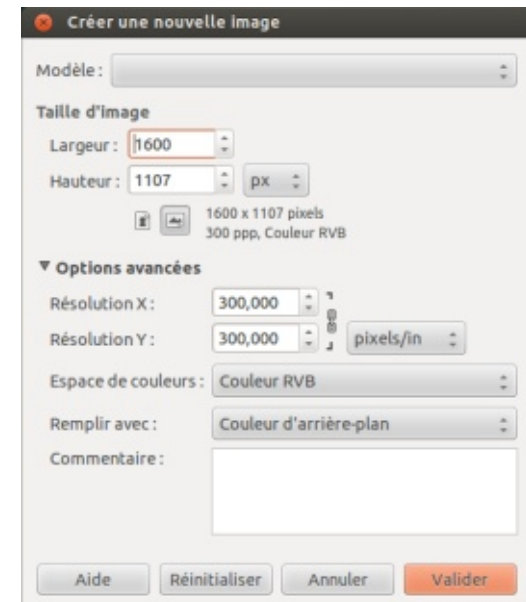 Créer une nouvelle image
Modèle :
Taille d'image
Largeur : 1600
Hauteur : 1107 px
1600 x 1107 pixels
300 ppp, Couleur RVB
Options avancées
Résolution X : 300,000
Résolution Y : 300,000 pixels/in
Espace de couleurs : Couleur RVB
Remplir avec : Couleur d'arrière-plan
Commentaire :
Aide Réinitialiser Annuler Valider